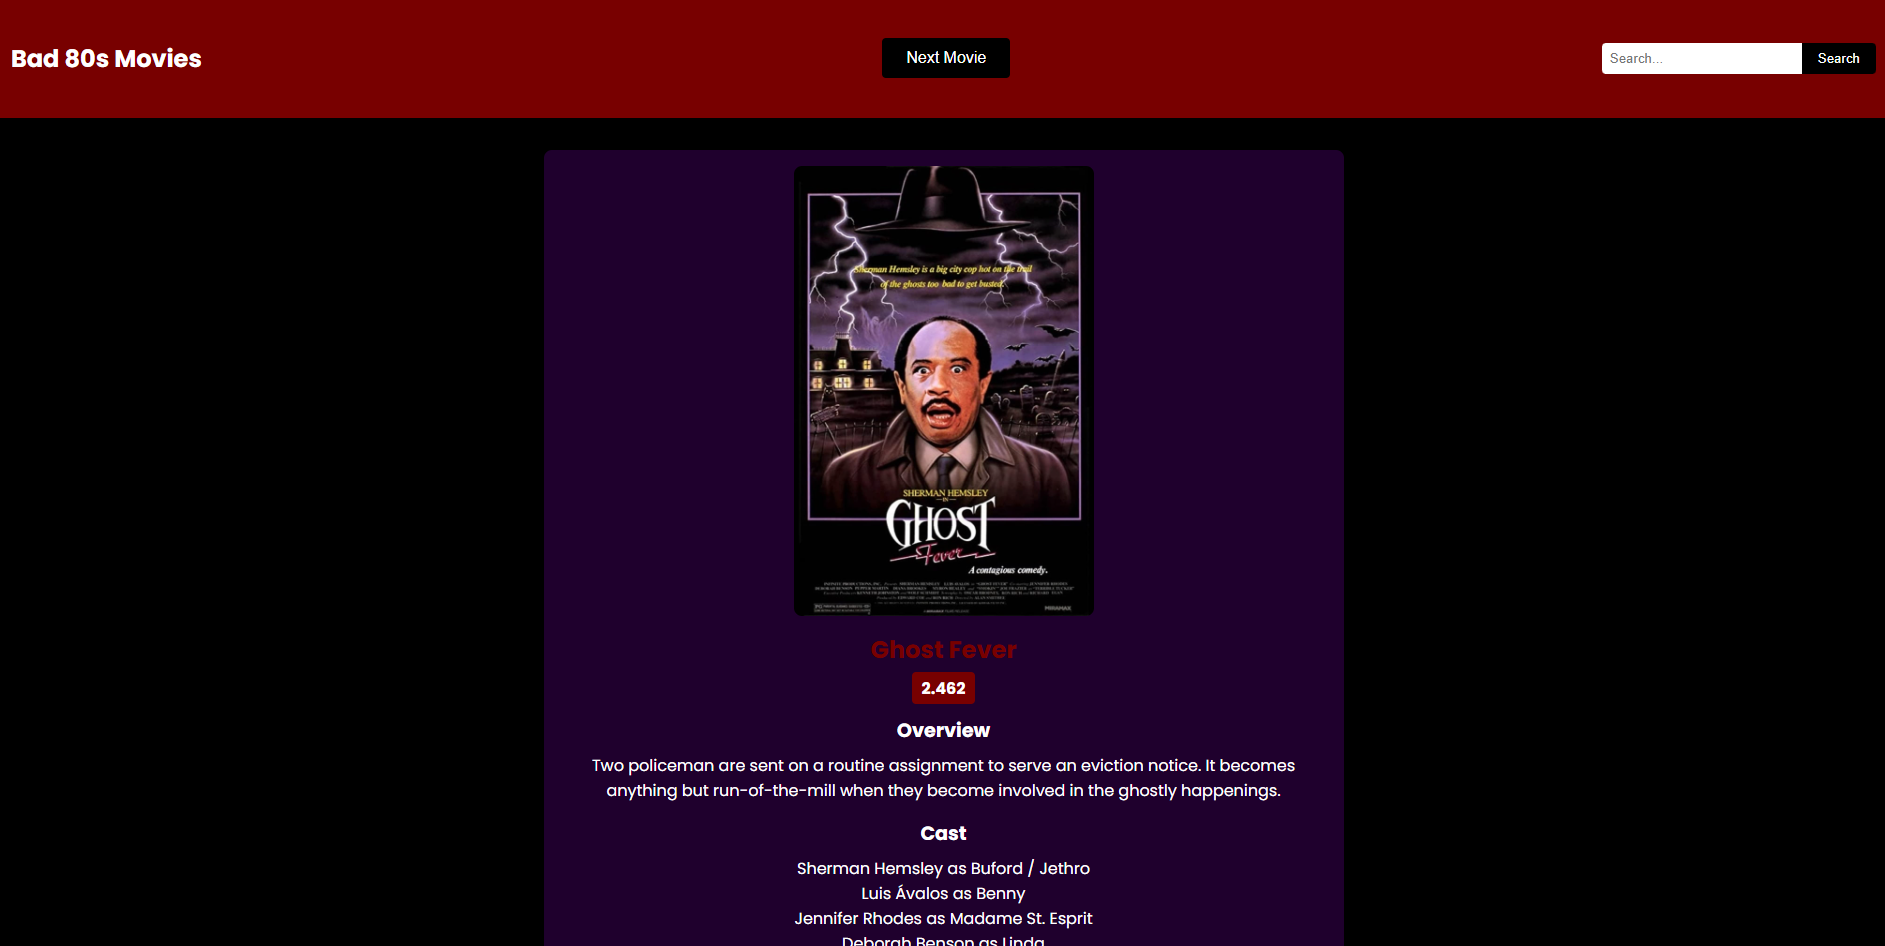 Bad 80s Movies
Next Movie
Search...
Search
Sherman Hemsley is a big city cop hot on the trail
of the ghosts too bad to get busted.
SHERMAN HEMSLEY
IN
GHOST
Fever
A contagious comedy.
MIRAMAX
Ghost Fever
2.462
Overview
Two policeman are sent on a routine assignment to serve an eviction notice. It becomes
anything but run-of-the-mill when they become involved in the ghostly happenings.
Cast
Sherman Hemsley as Buford / Jethro
Luis Ávalos as Benny
Jennifer Rhodes as Madame St. Esprit
Deborah Benson as Linda